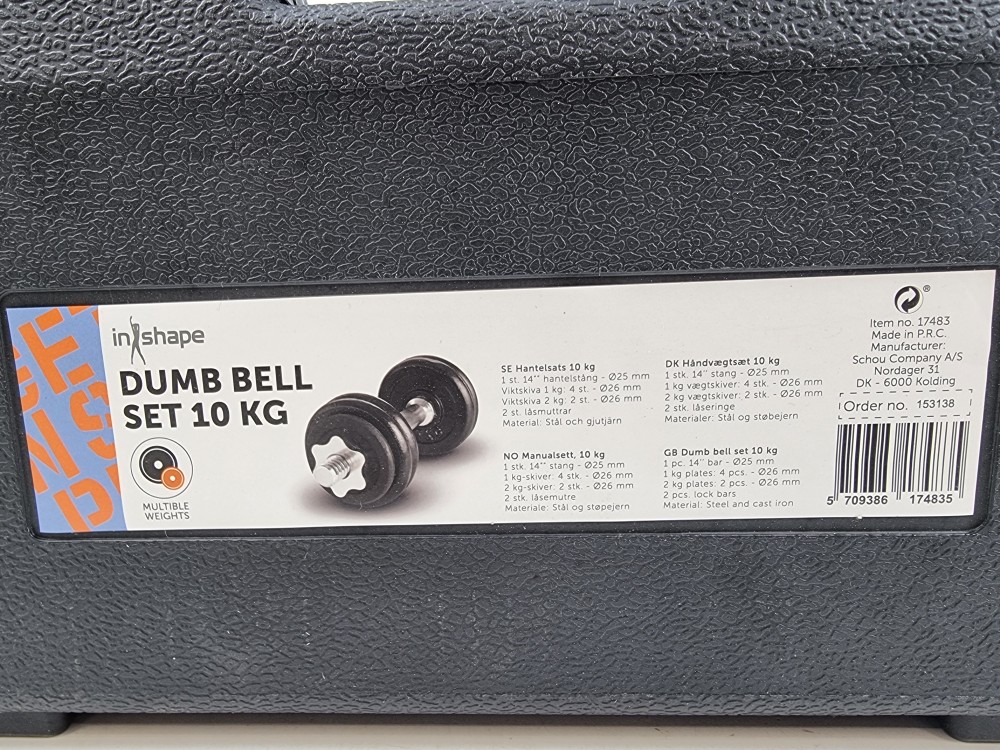 in shape
DUMB BELL
SET 10 KG
MULTIPLE
WEIGHTS
SE Hantelsats 10 kg
1 st. 14'' hantelstång - Ø25 mm
Viktskiva 1 kg: 4 st. - Ø26 mm
Viktskiva 2 kg: 2 st. - Ø26 mm
2 st. låsmuttrar
Material: Stål och gjutjärn
NO Manualsett, 10 kg
1 stk. 14'' stang - Ø25 mm
1 kg-skiver: 4 stk. - Ø26 mm
2 kg-skiver: 2 stk. - Ø26 mm
2 stk. låsemutre
Materiale: Stål og støpejern
DK Håndvægtsæt 10 kg
1 stk. 14'' stang - Ø25 mm
1 kg vægtskiver: 4 stk. - Ø26 mm
2 kg vægtskiver: 2 stk. - Ø26 mm
2 stk. låseringe
Materialer: Stål og støbejern
GB Dumb bell set 10 kg
1 pc. 14'' bar - Ø25 mm
1 kg plates: 4 pcs. - Ø26 mm
2 kg plates: 2 pcs. - Ø26 mm
2 pcs. lock bars
Material: Steel and cast iron
®
Item no. 17483
Made in P.R.C.
Manufacturer:
Schou Company A/S
Nordager 31
DK - 6000 Kolding
Order no. 153138
5 709386 174835